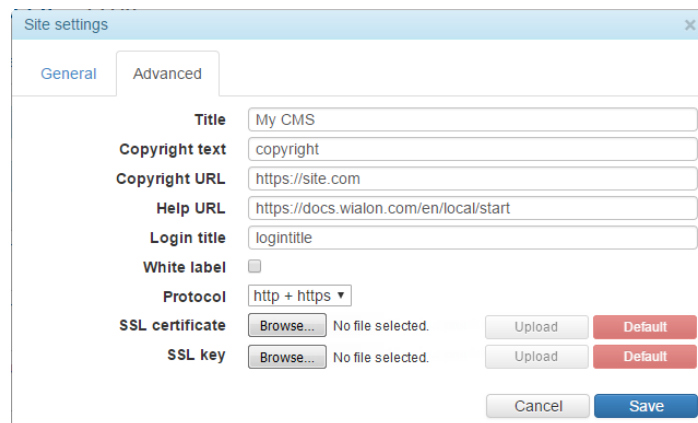 Site settings ×
General Advanced
Title My CMS
Copyright text copyright
Copyright URL https://site.com
Help URL https://docs.wialon.com/en/local/start
Login title logintitle
White label
Protocol http + https
SSL certificate Browse... No file selected. Upload Default
SSL key Browse... No file selected. Upload Default
Cancel Save